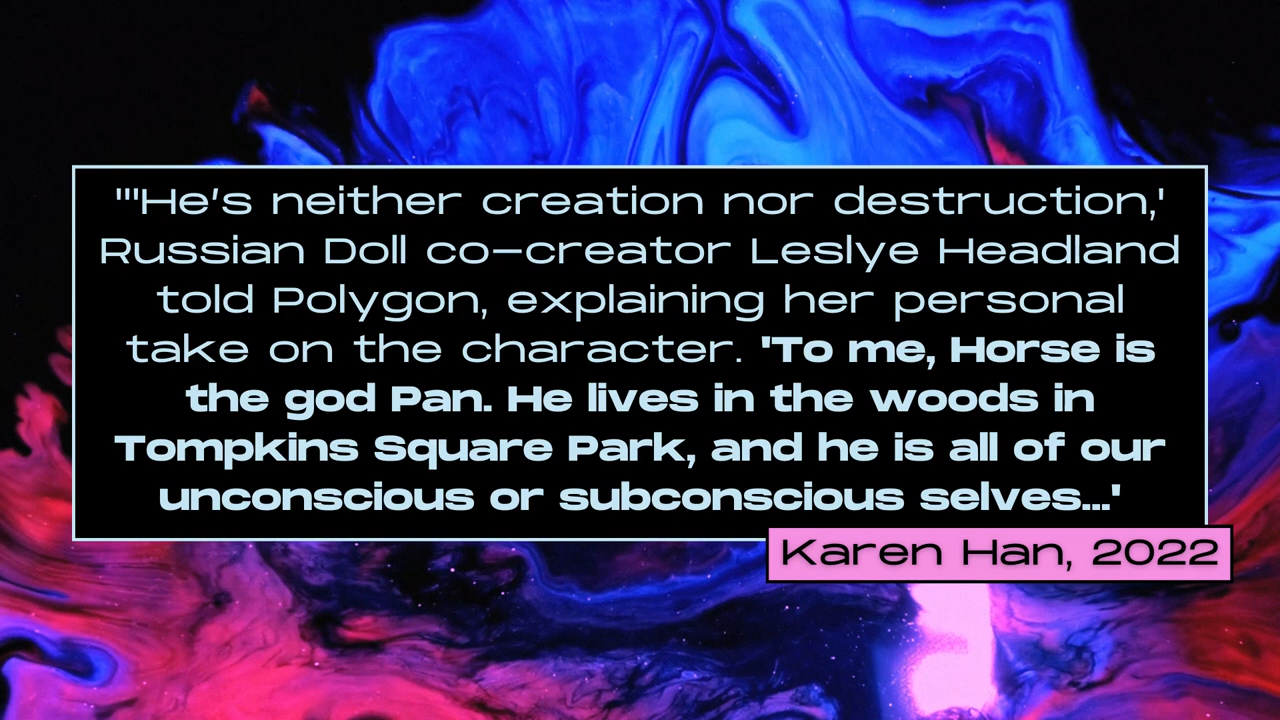 "'He's neither creation nor destruction,'
Russian Doll co-creator Leslye Headland
told Polygon, explaining her personal
take on the character. 'To me, Horse is
the god Pan. He lives in the woods in
Tompkins Square Park, and he is all of our
unconscious or subconscious selves...'
Karen Han, 2022